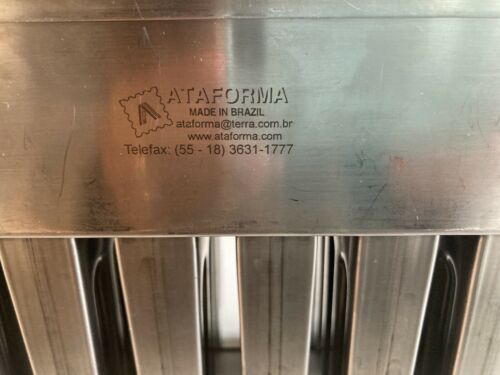 ATAFORMA
MADE IN BRAZIL
ataforma@terra.com.br
www.ataforma.com
Telefax: (55 - 18) 3631-1777